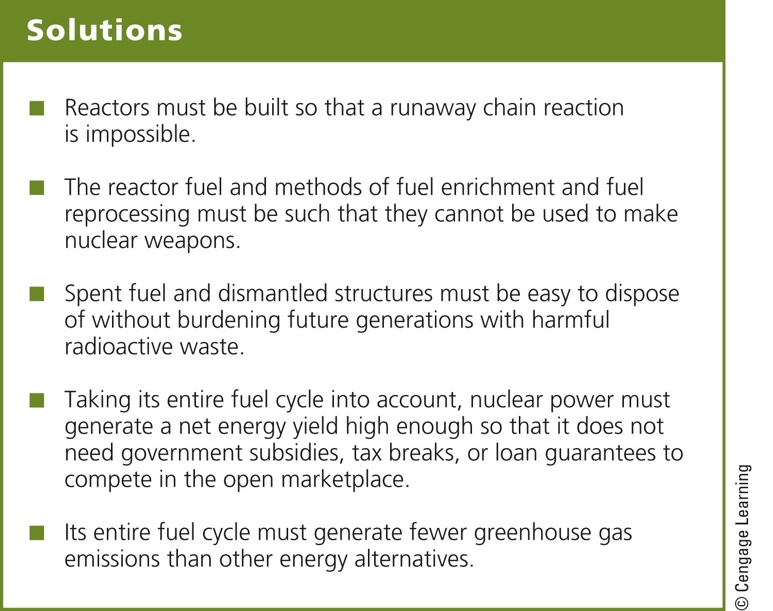 Solutions
■ Reactors must be built so that a runaway chain reaction
is impossible.
■ The reactor fuel and methods of fuel enrichment and fuel
reprocessing must be such that they cannot be used to make
nuclear weapons.
■ Spent fuel and dismantled structures must be easy to dispose
of without burdening future generations with harmful
radioactive waste.
■ Taking its entire fuel cycle into account, nuclear power must
generate a net energy yield high enough so that it does not
need government subsidies, tax breaks, or loan guarantees to
compete in the open marketplace.
■ Its entire fuel cycle must generate fewer greenhouse gas
emissions than other energy alternatives.
© Cengage Learning